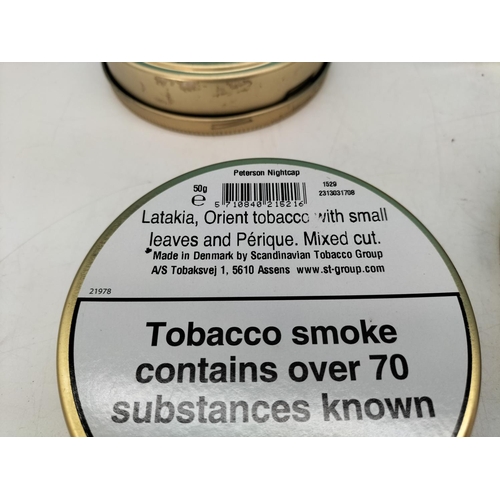 Peterson Nightcap
50g
e
5 710840 216216
1529
2313031708
Latakia, Orient tobacco with small
leaves and Périque. Mixed cut.
Made in Denmark by Scandinavian Tobacco Group
A/S Tobaksvej 1, 5610 Assens www.st-group.com
21978
Tobacco smoke
contains over 70
substances known